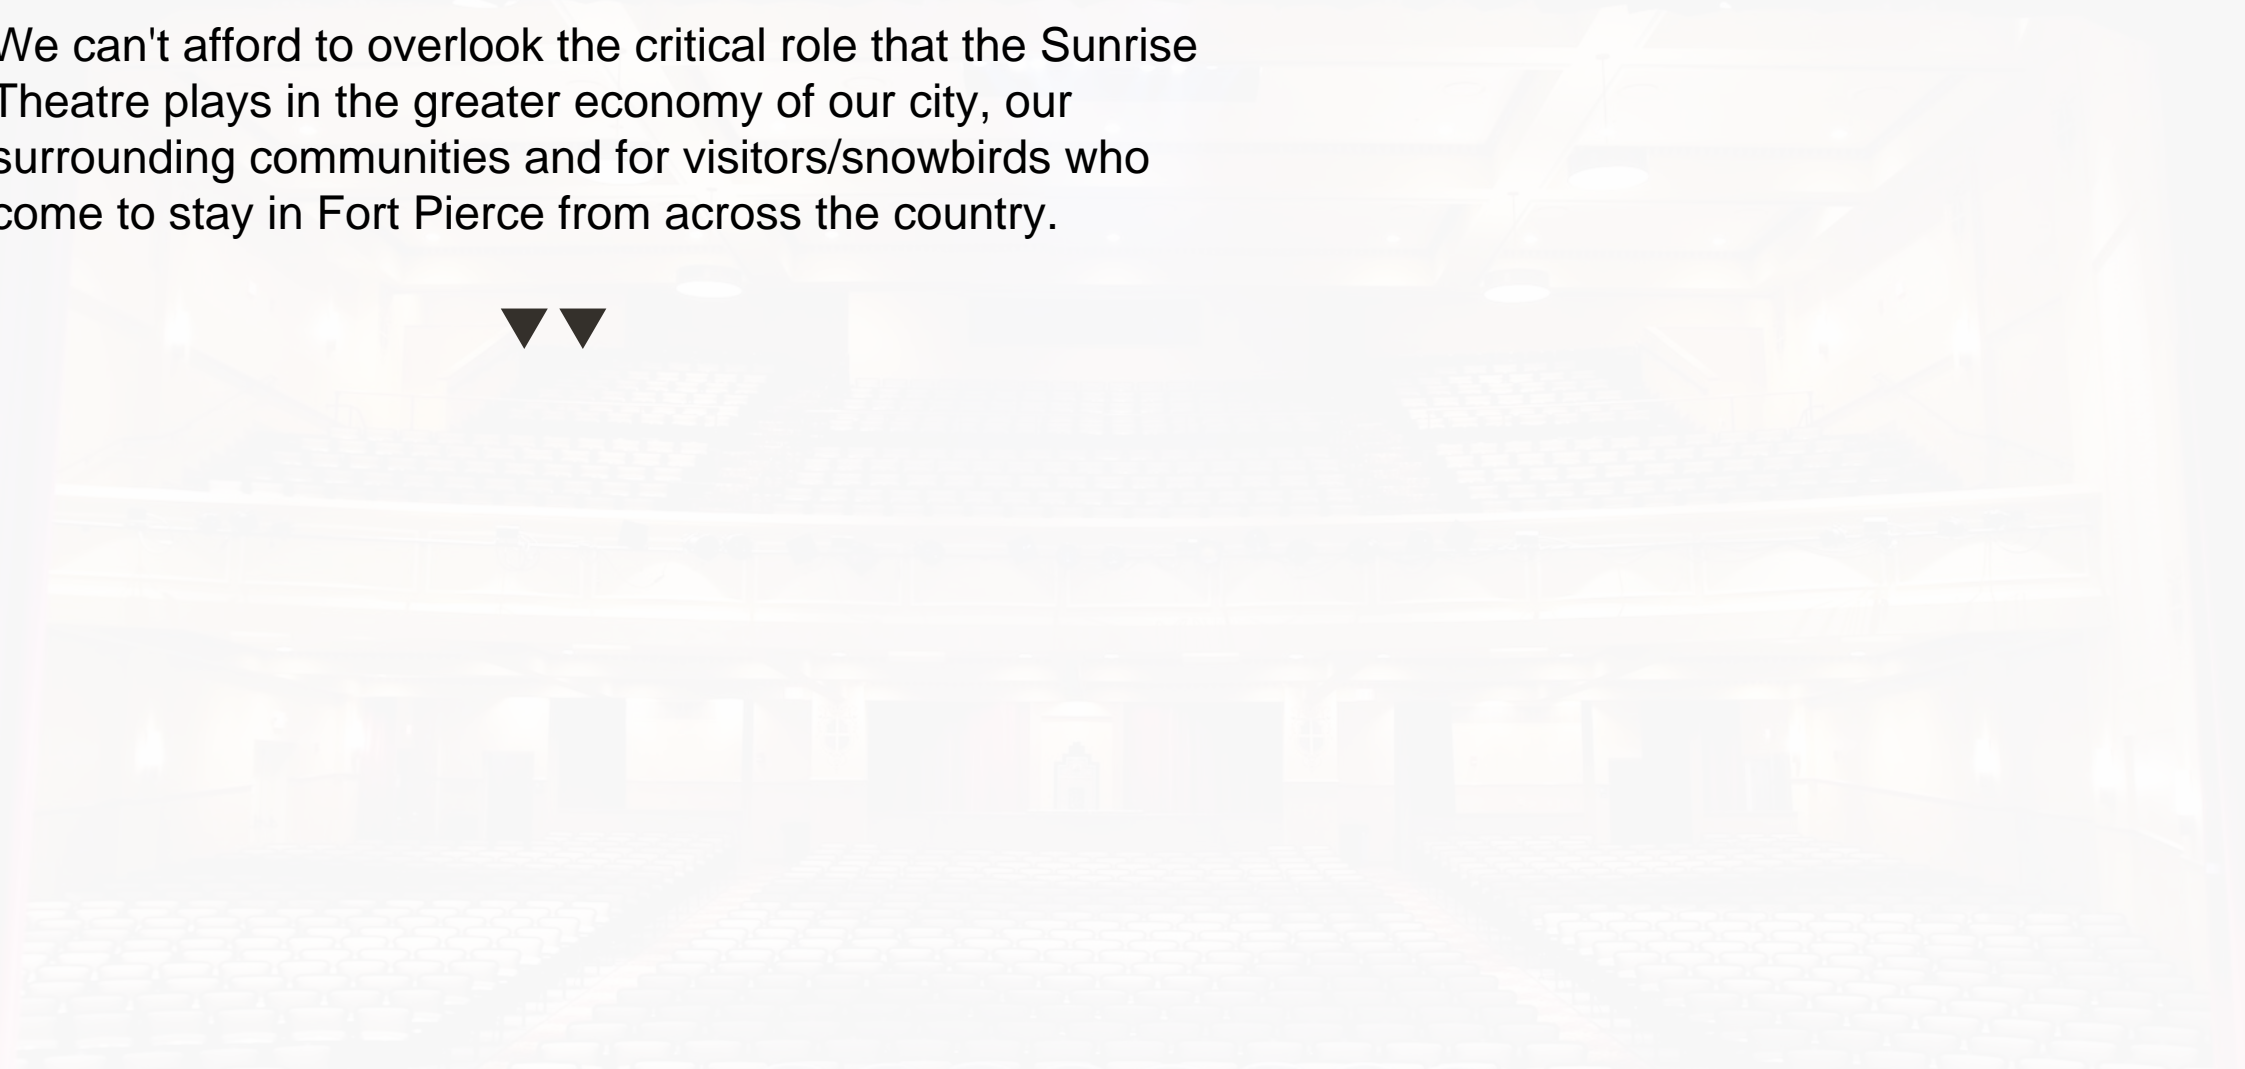 We can't afford to overlook the critical role that the Sunrise
Theatre plays in the greater economy of our city, our
surrounding communities and for visitors/snowbirds who
come to stay in Fort Pierce from across the country.